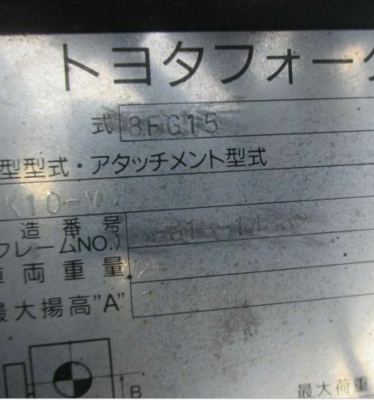 トヨタフォーク
式 8FG15
型型式・アタッチメント型式
K10-V
造番号
フレームNO.)
車両重量
最大揚高"A"
B
最大荷重